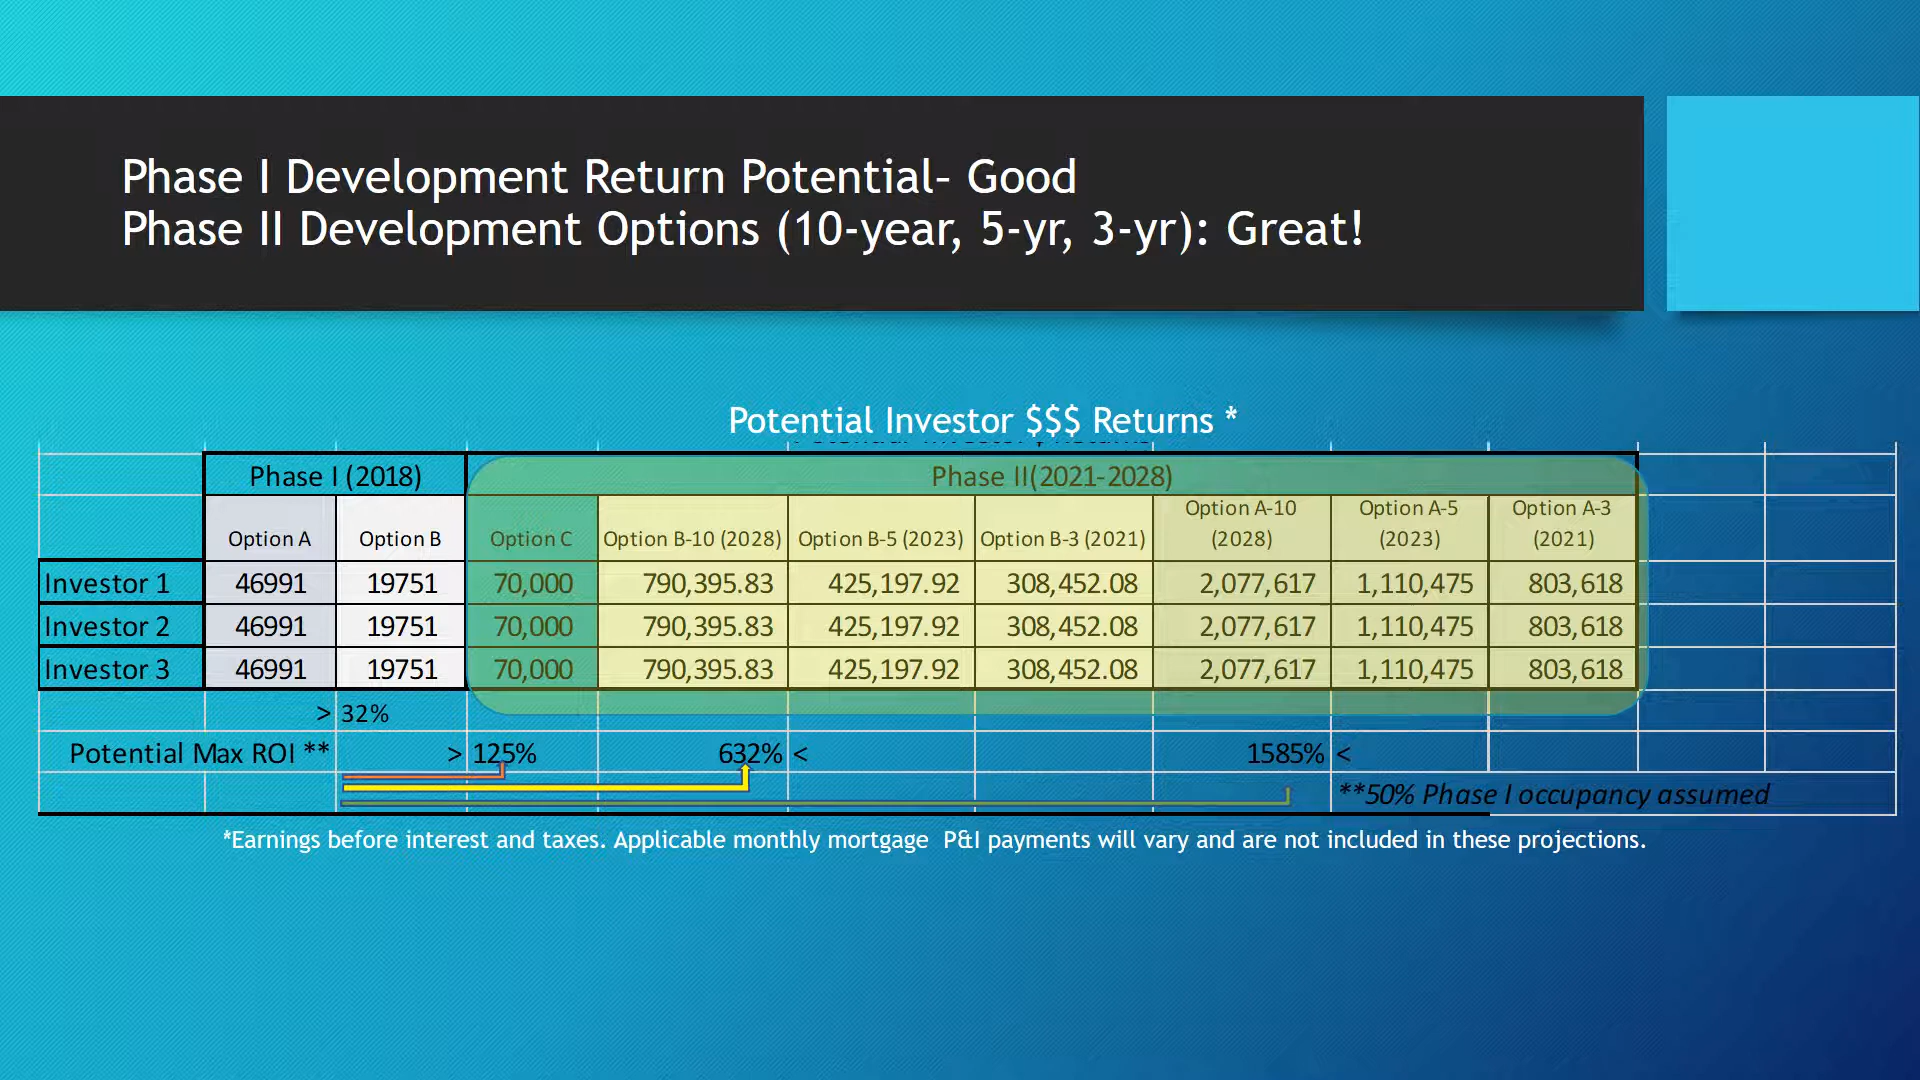 Phase I Development Return Potential– Good
Phase II Development Options (10-year, 5-yr, 3-yr): Great!
Potential Investor $$$ Returns *
Phase I (2018) Phase II(2021-2028)
Option A Option B Option C Option B-10 (2028) Option B-5 (2023) Option B-3 (2021) Option A-10 (2028) Option A-5 (2023) Option A-3 (2021)
Investor 1 46991 19751 70,000 790,395.83 425,197.92 308,452.08 2,077,617 1,110,475 803,618
Investor 2 46991 19751 70,000 790,395.83 425,197.92 308,452.08 2,077,617 1,110,475 803,618
Investor 3 46991 19751 70,000 790,395.83 425,197.92 308,452.08 2,077,617 1,110,475 803,618
> 32%
Potential Max ROI ** > 125% 632% < 1585% <
**50% Phase I occupancy assumed
*Earnings before interest and taxes. Applicable monthly mortgage P&I payments will vary and are not included in these projections.